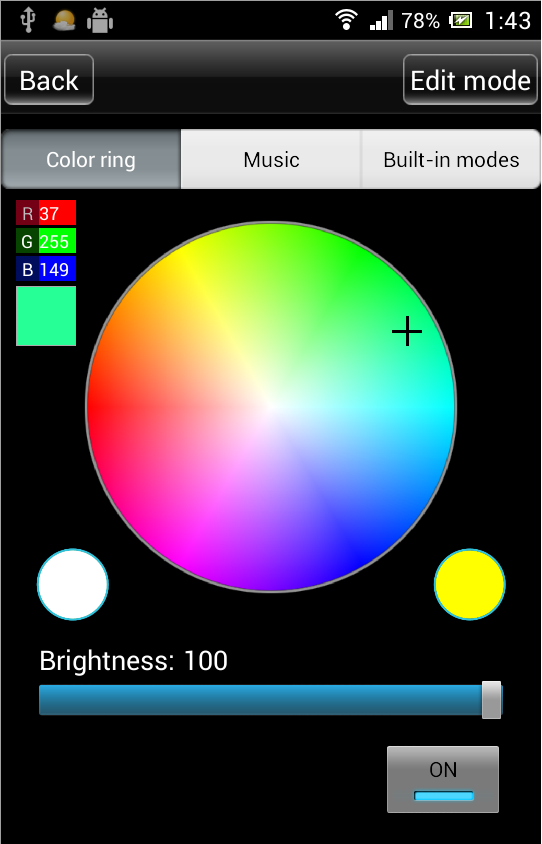 78% 1:43
Back Edit mode
Color ring Music Built-in modes
R 37
G 255
B 149
Brightness: 100
ON